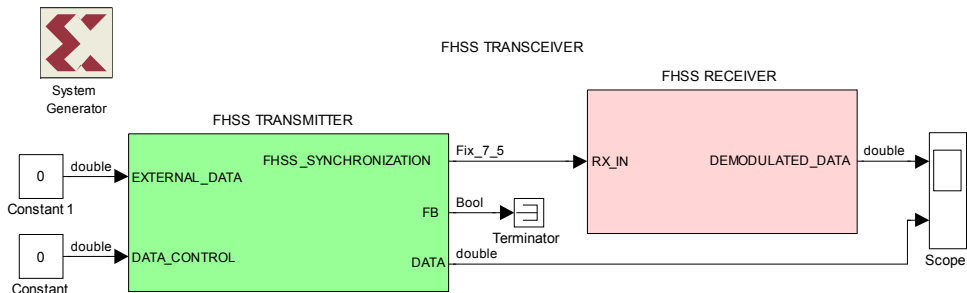 FHSS TRANSCEIVER
System
Generator
FHSS RECEIVER
FHSS TRANSMITTER
0
Constant 1
double
EXTERNAL_DATA
FHSS_SYNCHRONIZATION
Fix_7_5
RX_IN
DEMODULATED_DATA
double
FB
Bool
Terminator
0
Constant
double
DATA_CONTROL
DATA
double
Scope